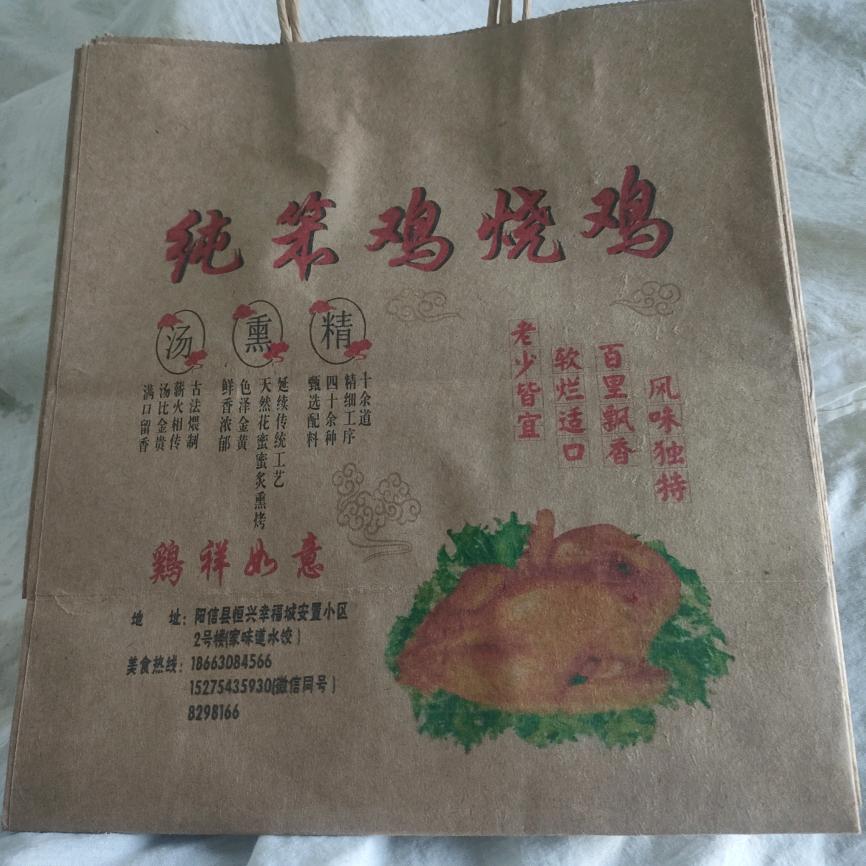 纯笨鸡烧鸡
精
十余道
精细工序
四十余种
甄选配料
熏
延续传统工艺
天然花蜜蜜炙熏烤
色泽金黄
鲜香浓郁
汤
古法煨制
薪火相传
汤比金贵
满口留香
风味独特
百里飘香
软烂适口
老少皆宜
鷄祥如意
地 址：阳信县恒兴幸福城安置小区
2号楼(家味道水饺)
美食热线：18663084566
15275435930(微信同号)
8298166